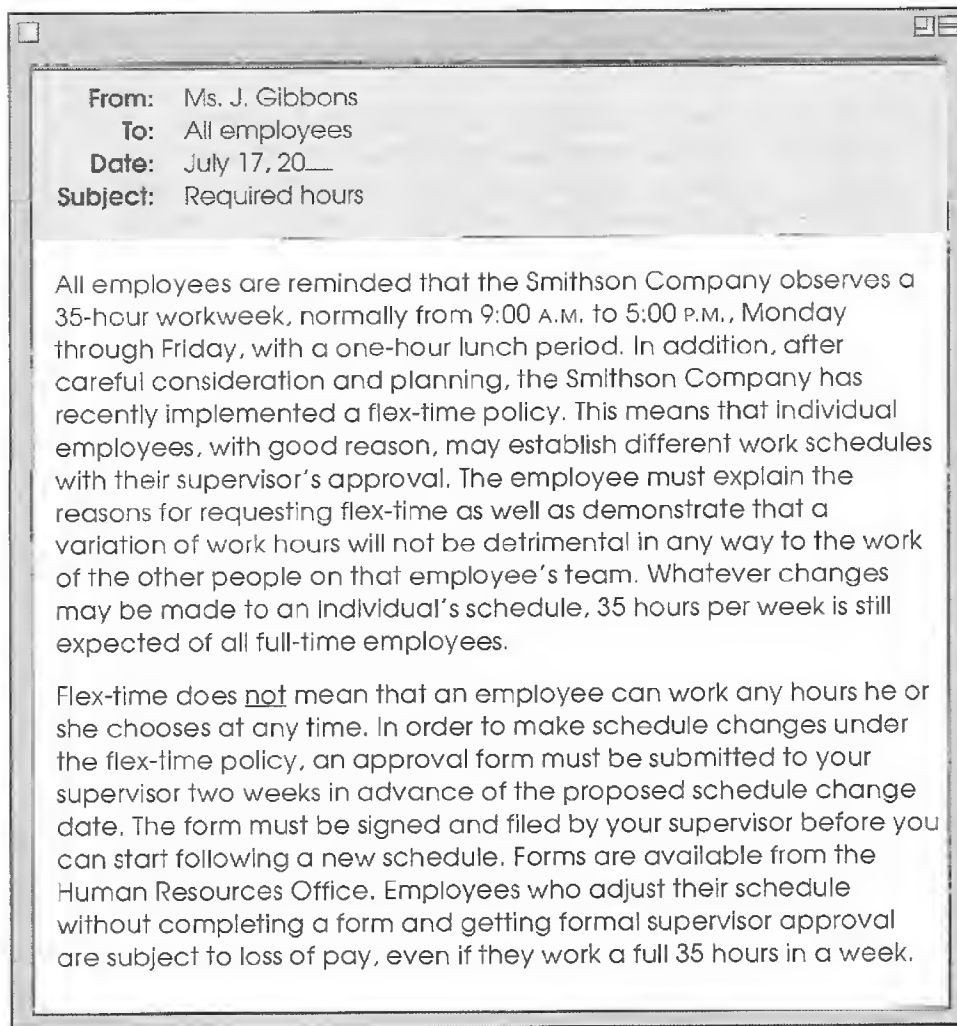 From: Ms. J. Gibbons
To: All employees
Date: July 17, 20__
Subject: Required hours
All employees are reminded that the Smithson Company observes a
35-hour workweek, normally from 9:00 A.M. to 5:00 P.M., Monday
through Friday, with a one-hour lunch period. In addition, after
careful consideration and planning, the Smithson Company has
recently implemented a flex-time policy. This means that individual
employees, with good reason, may establish different work schedules
with their supervisor's approval. The employee must explain the
reasons for requesting flex-time as well as demonstrate that a
variation of work hours will not be detrimental in any way to the work
of the other people on that employee's team. Whatever changes
may be made to an individual's schedule, 35 hours per week is still
expected of all full-time employees.
Flex-time does not mean that an employee can work any hours he or
she chooses at any time. In order to make schedule changes under
the flex-time policy, an approval form must be submitted to your
supervisor two weeks in advance of the proposed schedule change
date. The form must be signed and filed by your supervisor before you
can start following a new schedule. Forms are available from the
Human Resources Office. Employees who adjust their schedule
without completing a form and getting formal supervisor approval
are subject to loss of pay, even if they work a full 35 hours in a week.